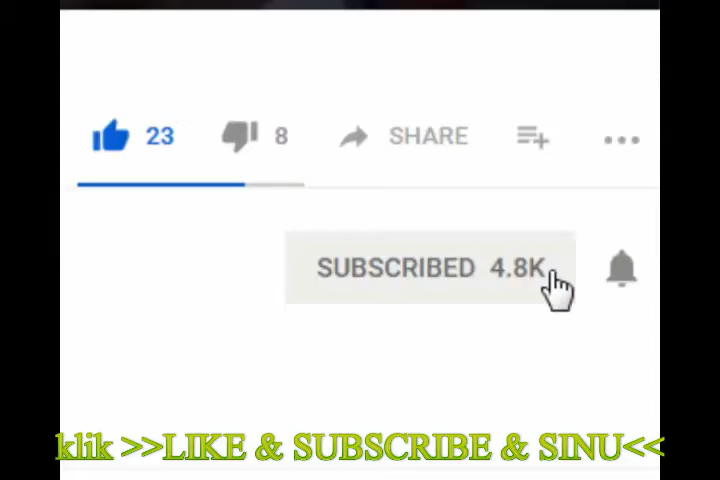 23 8 SHARE
SUBSCRIBED 4.8K
klik >>LIKE & SUBSCRIBE & SINU<<